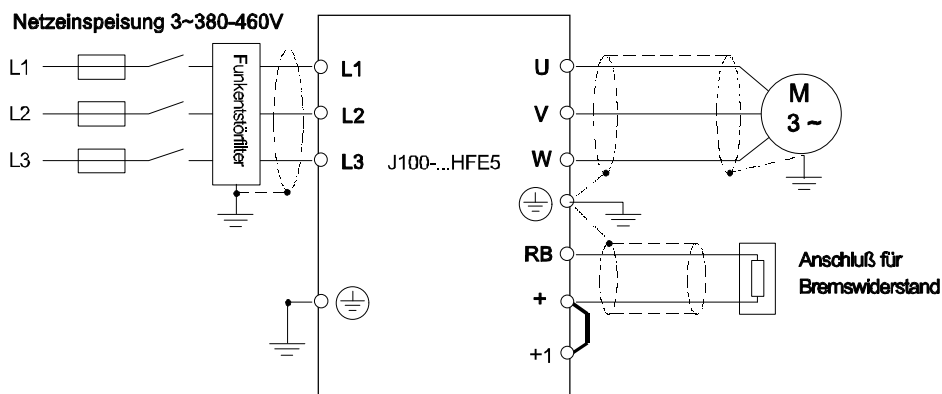 Netzeinspeisung 3~380-460V
L1
L2
L3
Funkentstörfilter
L1
L2
L3
J100-...HFE5
U
V
W
M
3 ~
RB
+
+1
Anschluß für
Bremswiderstand